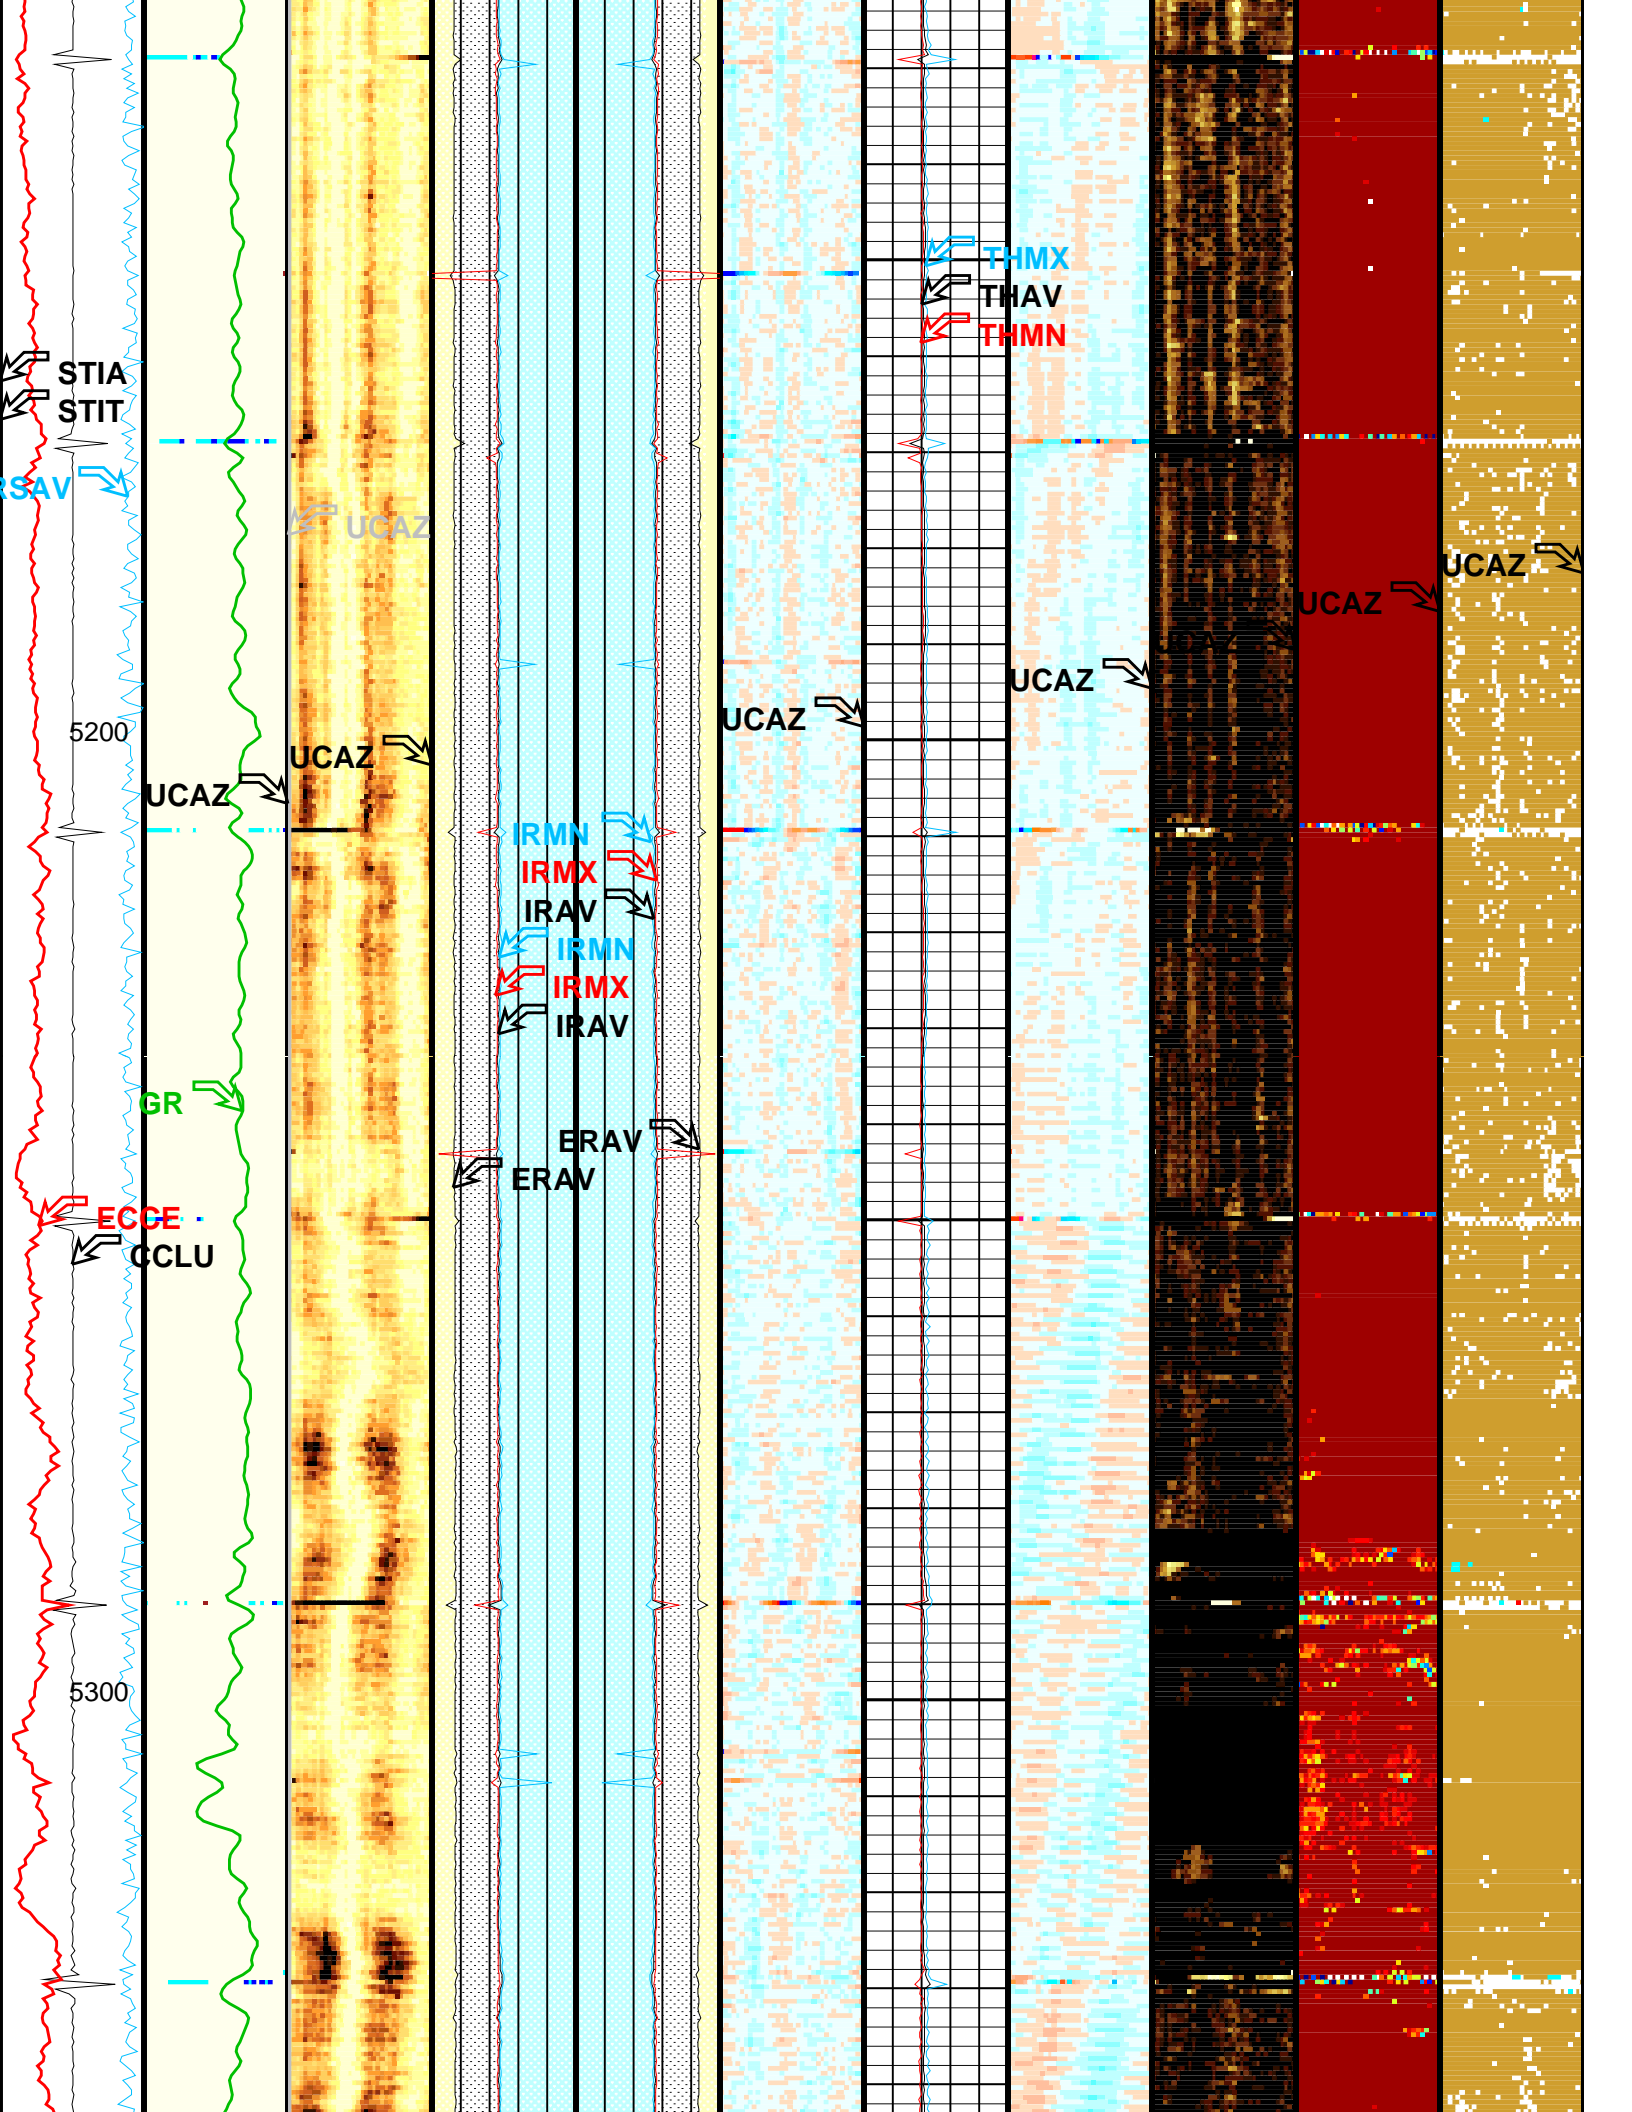 THMX
THAV
THMN
STIA
STIT
RSAV
UCAZ
UCAZ
UCAZ
UCAZ
UCAZ
5200
UCAZ
UCAZ
IRMN
IRMX
IRAV
IRMN
IRMX
IRAV
GR
ERAV
ERAV
ECCE
CCLU
5300